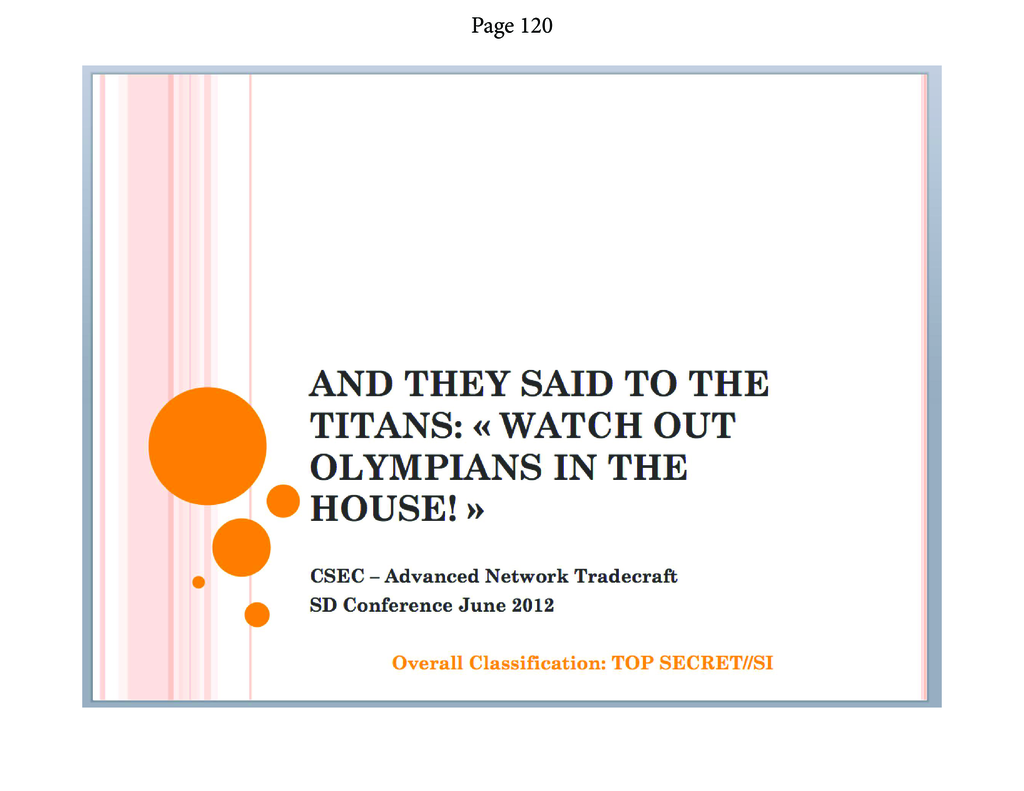 Page 120
AND THEY SAID TO THE
TITANS: « WATCH OUT
OLYMPIANS IN THE
HOUSE! »
CSEC – Advanced Network Tradecraft
SD Conference June 2012
Overall Classification: TOP SECRET//SI